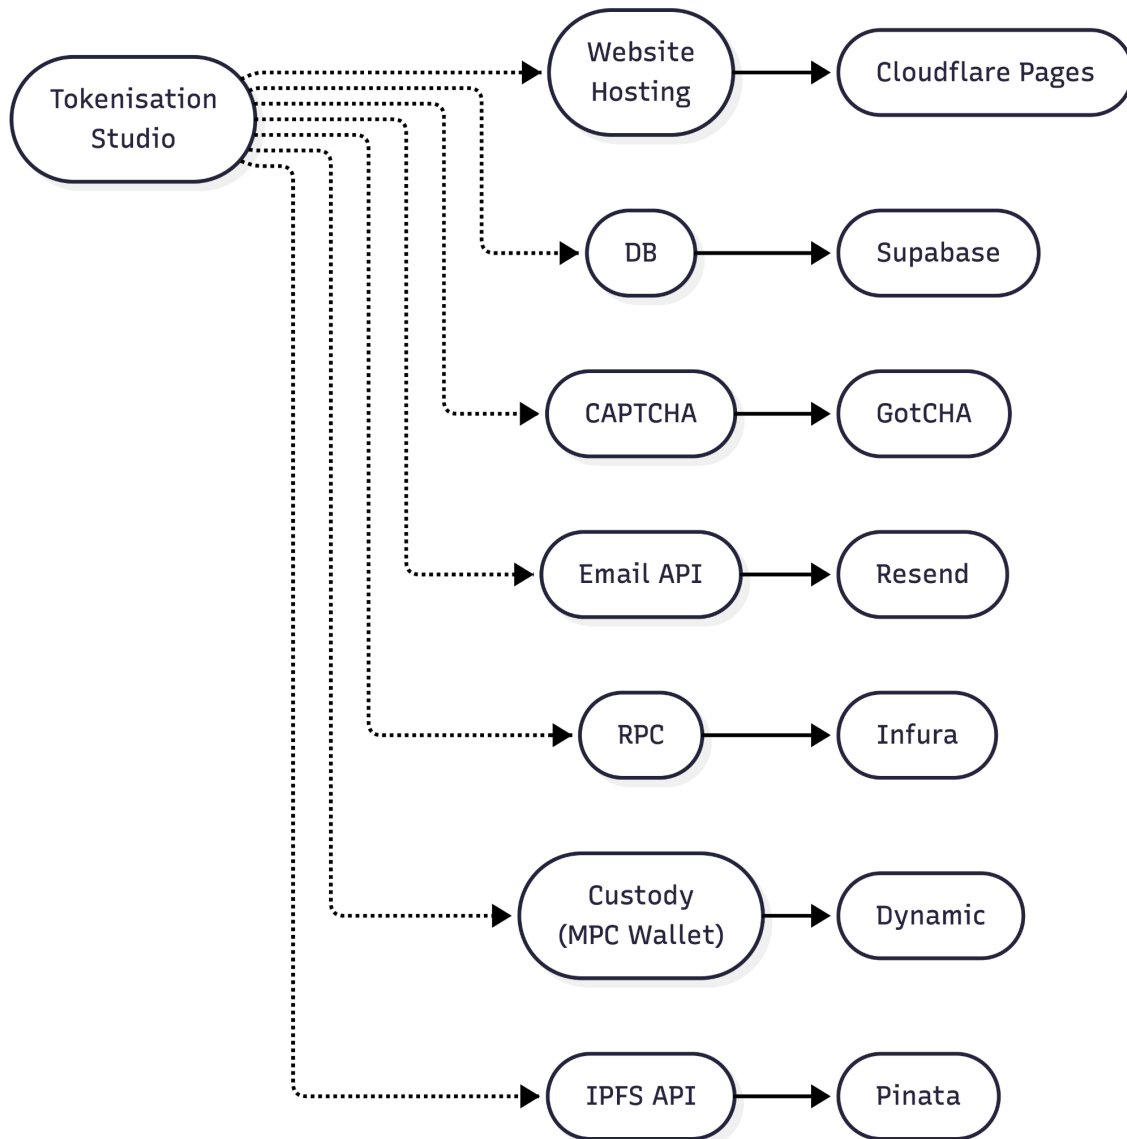 Tokenisation
Studio
Website
Hosting
Cloudflare Pages
DB
Supabase
CAPTCHA
GotCHA
Email API
Resend
RPC
Infura
Custody
(MPC Wallet)
Dynamic
IPFS API
Pinata